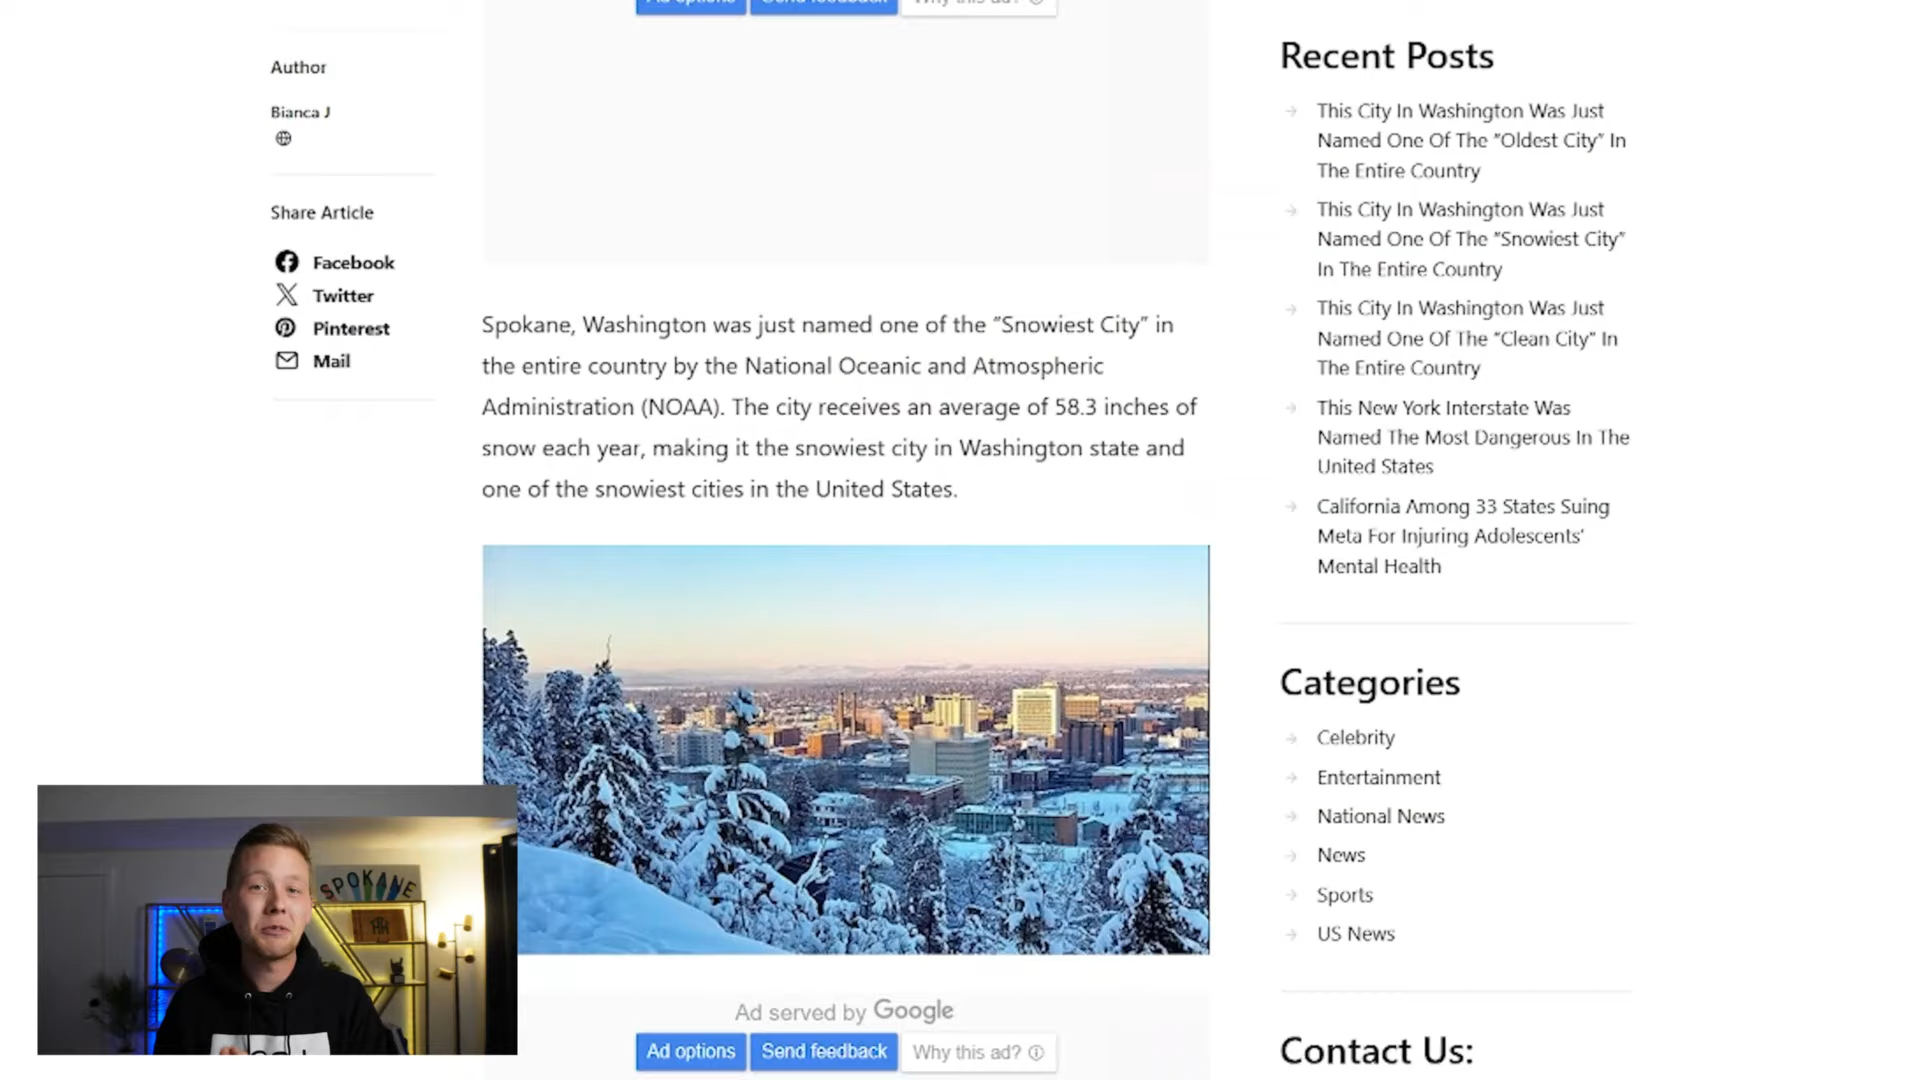 Author
Bianca J
Share Article
Facebook
Twitter
Pinterest
Mail
Spokane, Washington was just named one of the "Snowiest City" in
the entire country by the National Oceanic and Atmospheric
Administration (NOAA). The city receives an average of 58.3 inches of
snow each year, making it the snowiest city in Washington state and
one of the snowiest cities in the United States.
SPOKANE
Ad served by Google
Ad options
Send feedback
Why this ad?
Recent Posts
This City In Washington Was Just
Named One Of The "Oldest City" In
The Entire Country
This City In Washington Was Just
Named One Of The "Snowiest City"
In The Entire Country
This City In Washington Was Just
Named One Of The "Clean City" In
The Entire Country
This New York Interstate Was
Named The Most Dangerous In The
United States
California Among 33 States Suing
Meta For Injuring Adolescents'
Mental Health
Categories
Celebrity
Entertainment
National News
News
Sports
US News
Contact Us: